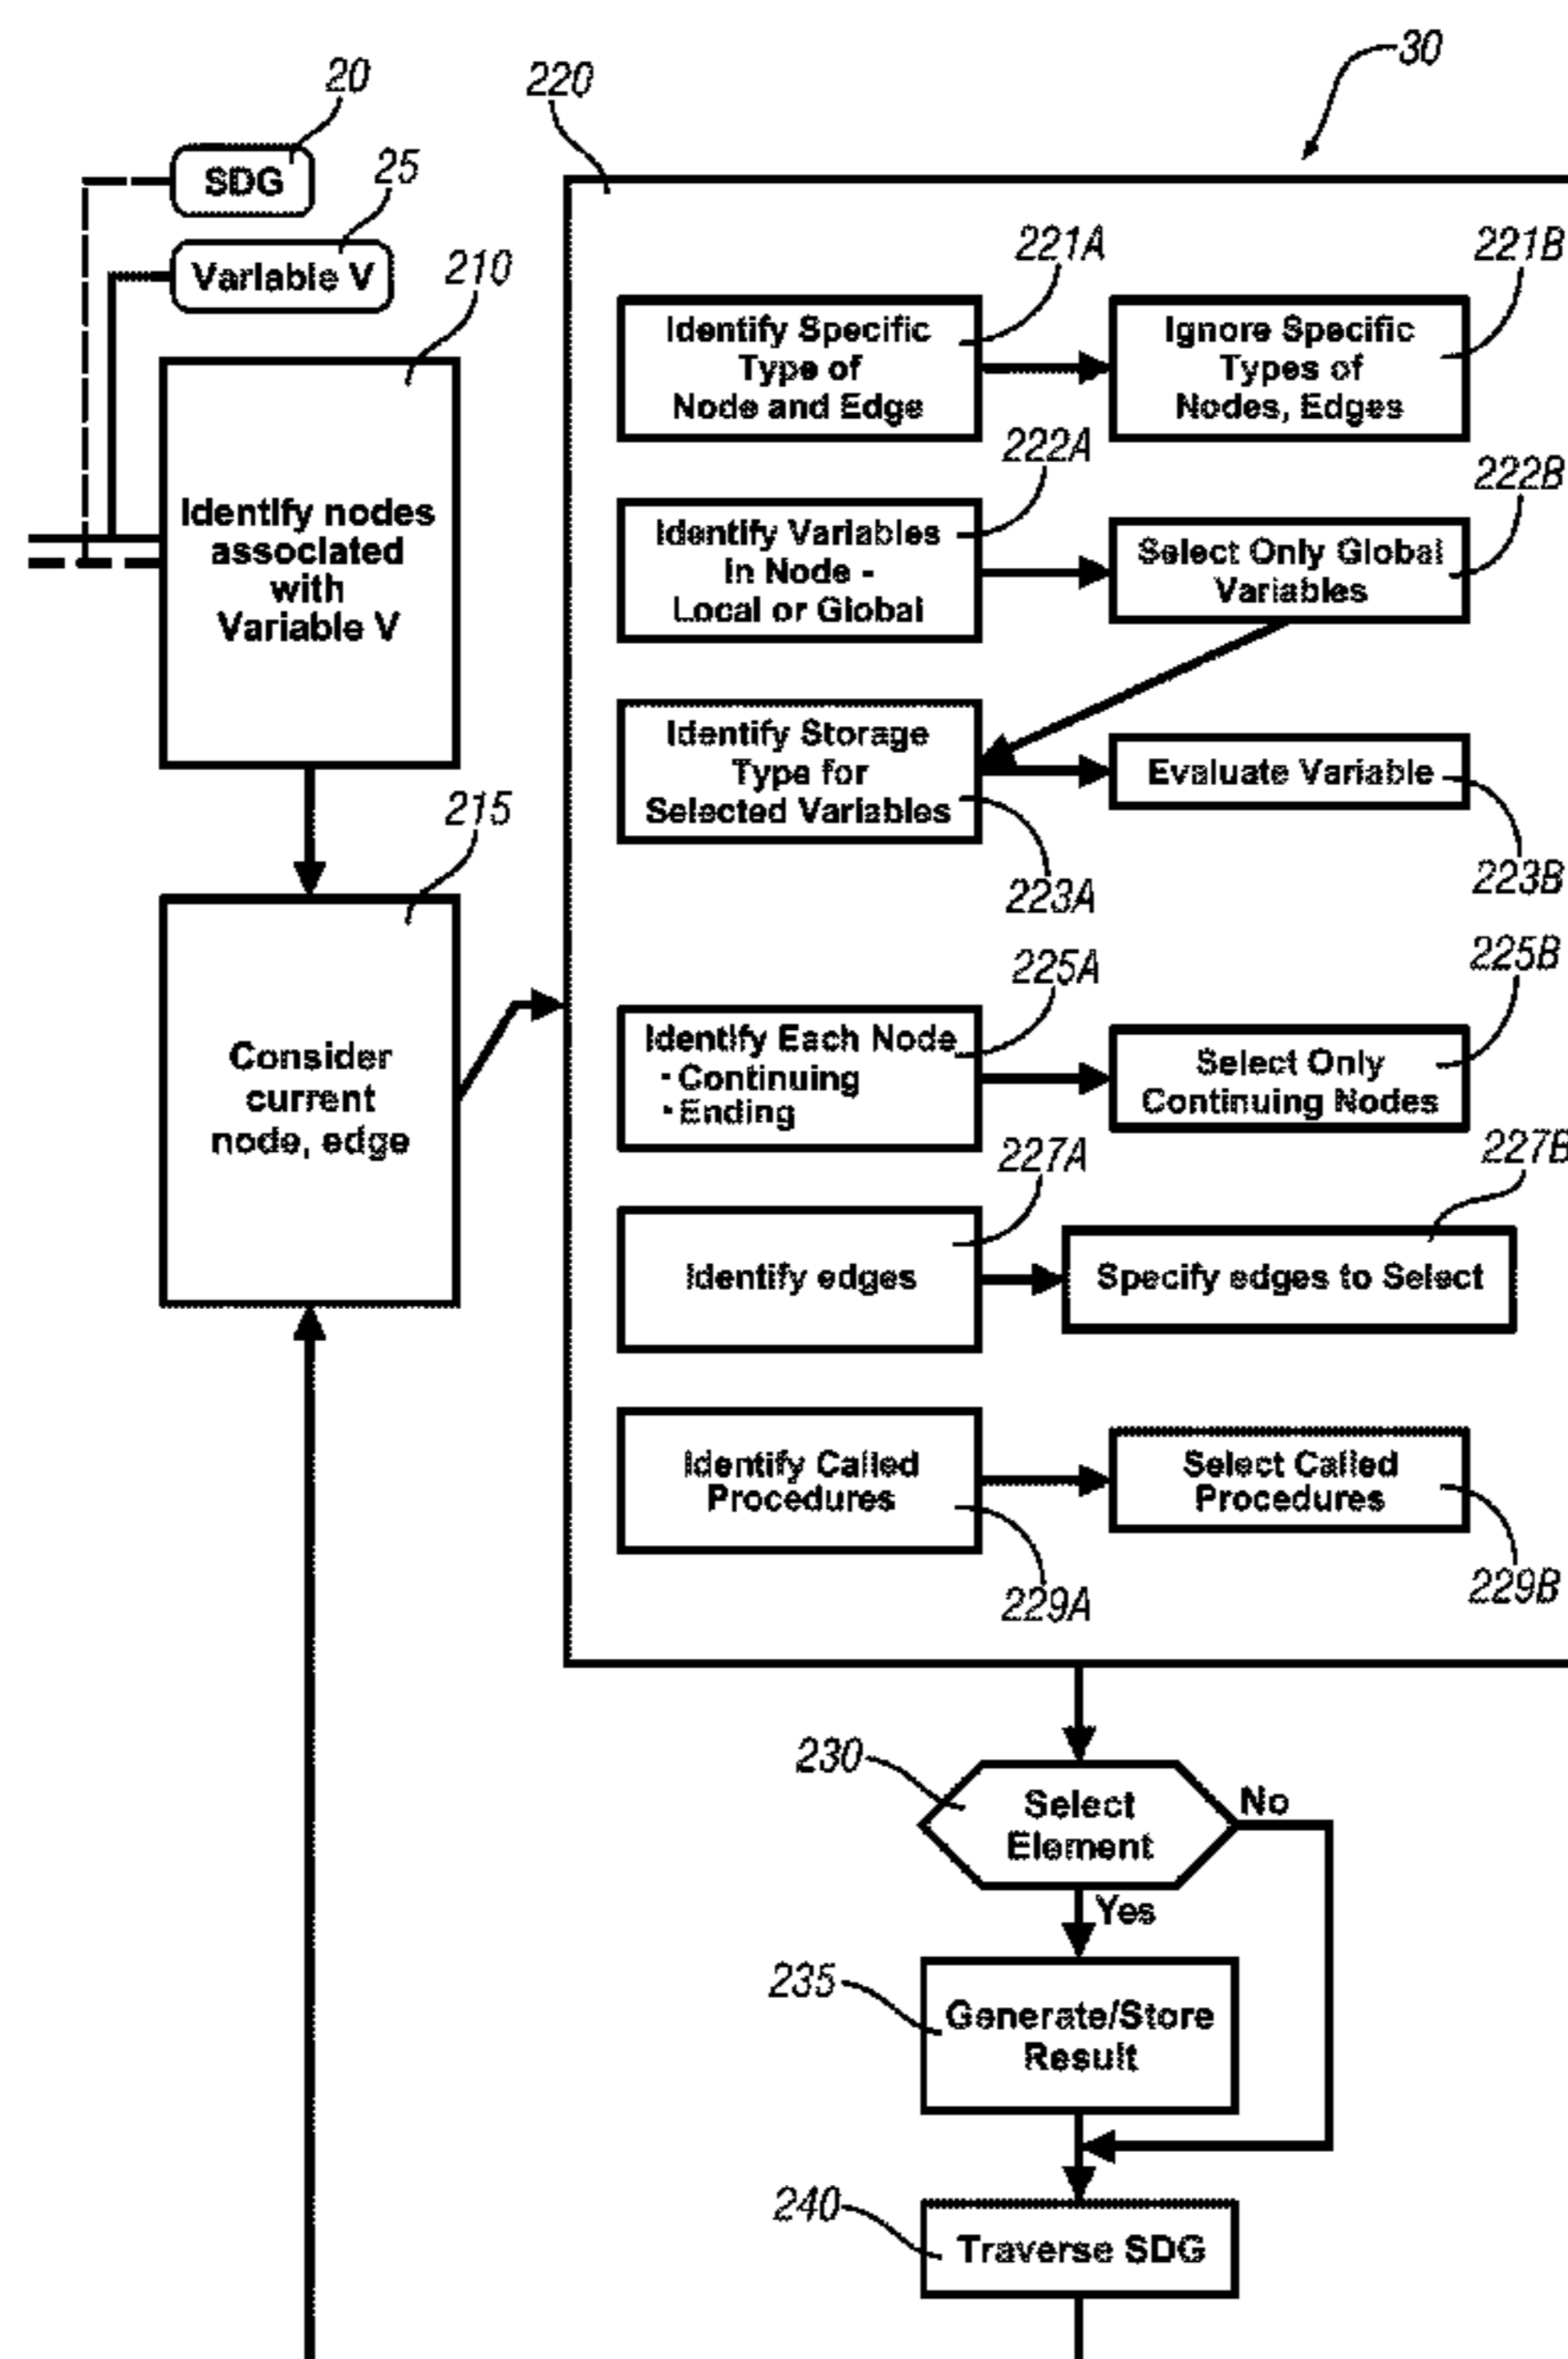 30
20
220
SDG
25
Variable V
210
221A
221B
Identify Specific
Type of
Node and Edge
Ignore Specific
Types of
Nodes, Edges
222A
222B
Identify nodes
associated
with
Variable V
Identify Variables
in Node -
Local or Global
Select Only Global
Variables
Identify Storage
Type for
Selected Variables
Evaluate Variable
223A
223B
215
225A
225B
Consider
current
node, edge
Identify Each Node
- Continuing
- Ending
Select Only
Continuing Nodes
227A
227B
Identify edges
Specify edges to Select
Identify Called
Procedures
Select Called
Procedures
229A
229B
230
Select
Element
No
Yes
235
Generate/Store
Result
240
Traverse SDG